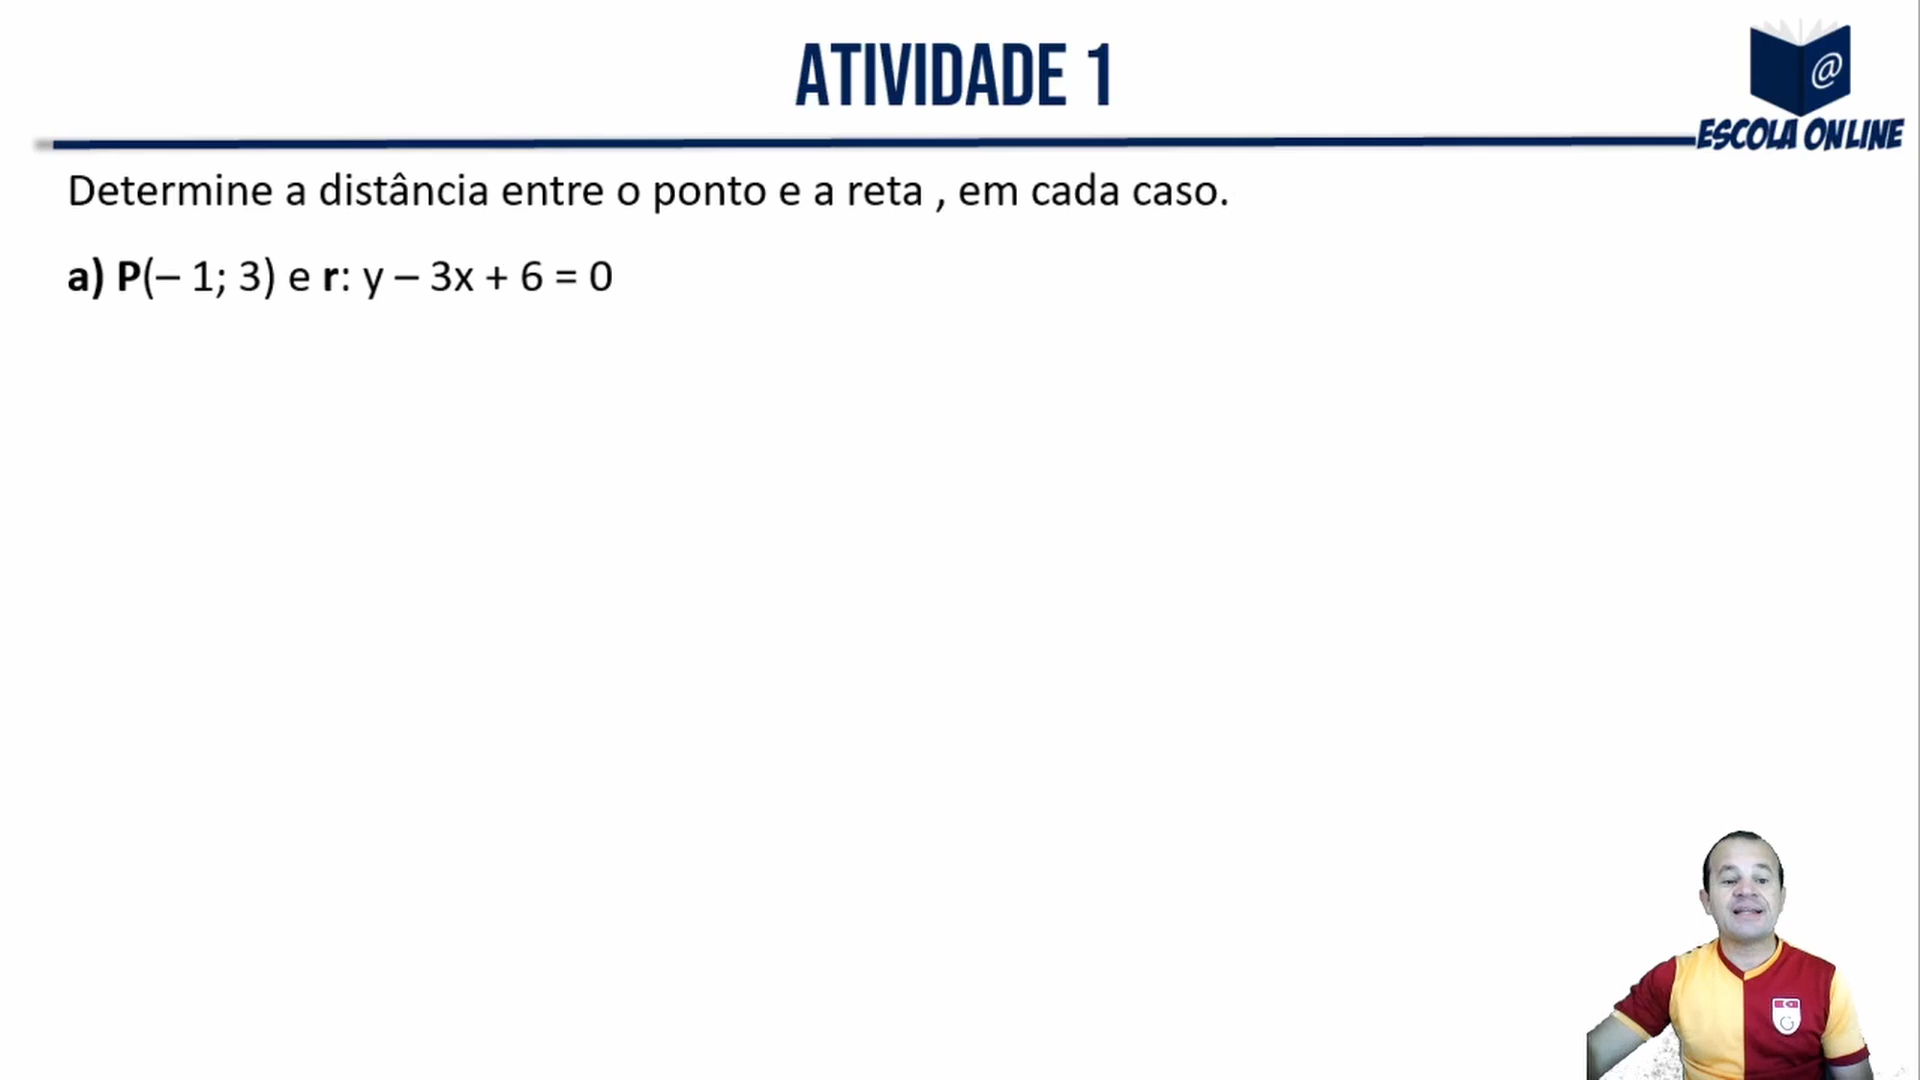 ATIVIDADE 1
@
ESCOLA ONLINE
Determine a distância entre o ponto e a reta , em cada caso.
a) P(– 1; 3) e r: y – 3x + 6 = 0